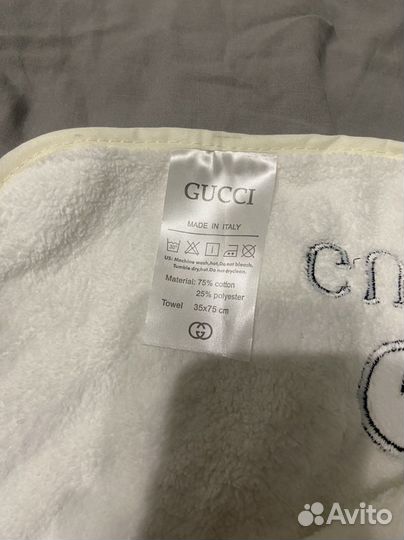 GUCCI
MADE IN ITALY
US: Machine wash,hot,Do not bleach,
Tumble dry,hot,Do not dryclean.
Material: 75% cotton
25% polyester
Towel 35x75 cm
en
Avito